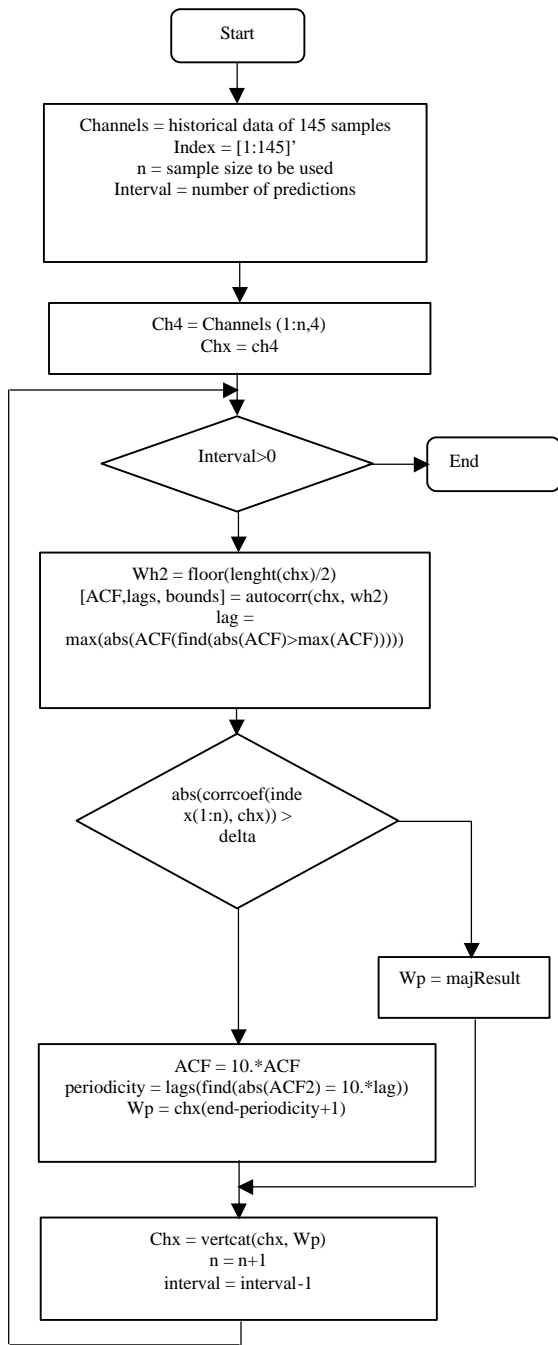 Start
Channels = historical data of 145 samples
Index = [1:145]’
n = sample size to be used
Interval = number of predictions
Ch4 = Channels (1:n,4)
Chx = ch4
Interval>0
End
Wh2 = floor(lenght(chx)/2)
[ACF,lags, bounds] = autocorr(chx, wh2)
lag =
max(abs(ACF(find(abs(ACF)>max(ACF)))))
abs(corrcoef(inde
x(1:n), chx)) >
delta
Wp = majResult
ACF = 10.*ACF
periodicity = lags(find(abs(ACF2) = 10.*lag))
Wp = chx(end-periodicity+1)
Chx = vertcat(chx, Wp)
n = n+1
interval = interval-1